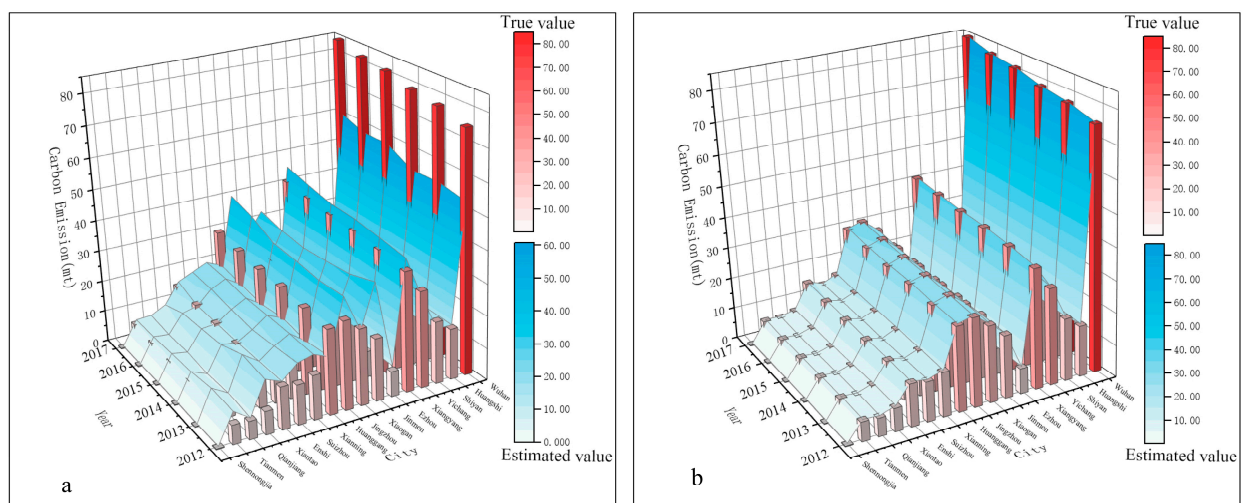 True value
80.00
70.00
60.00
50.00
40.00
30.00
20.00
10.00
60.00
50.00
40.00
30.00
20.00
10.00
0.000
Estimated value
Carbon Emission(mt)
80
70
60
50
40
30
20
10
0
2017
2016
2015
2014
2013
2012
Year
Shennongjia
Tianmen
Qianjiang
Xiaotao
Enshi
Suizhou
Xianning
Huanggang
Jingzhou
Xiaogan
Jinmen
Ezhou
Xiangyang
Yichang
Shiyan
Huangshi
Wuhan
City
a
True value
80.00
70.00
60.00
50.00
40.00
30.00
20.00
10.00
80.00
70.00
60.00
50.00
40.00
30.00
20.00
10.00
Estimated value
Carbon Emission(mt)
80
70
60
50
40
30
20
10
0
2017
2016
2015
2014
2013
2012
Year
Shennongjia
Tianmen
Qianjiang
Xiaotao
Enshi
Suizhou
Xianning
Huanggang
Jingzhou
Xiaogan
Jinmen
Ezhou
Xiangyang
Yichang
Shiyan
Huangshi
Wuhan
City
b